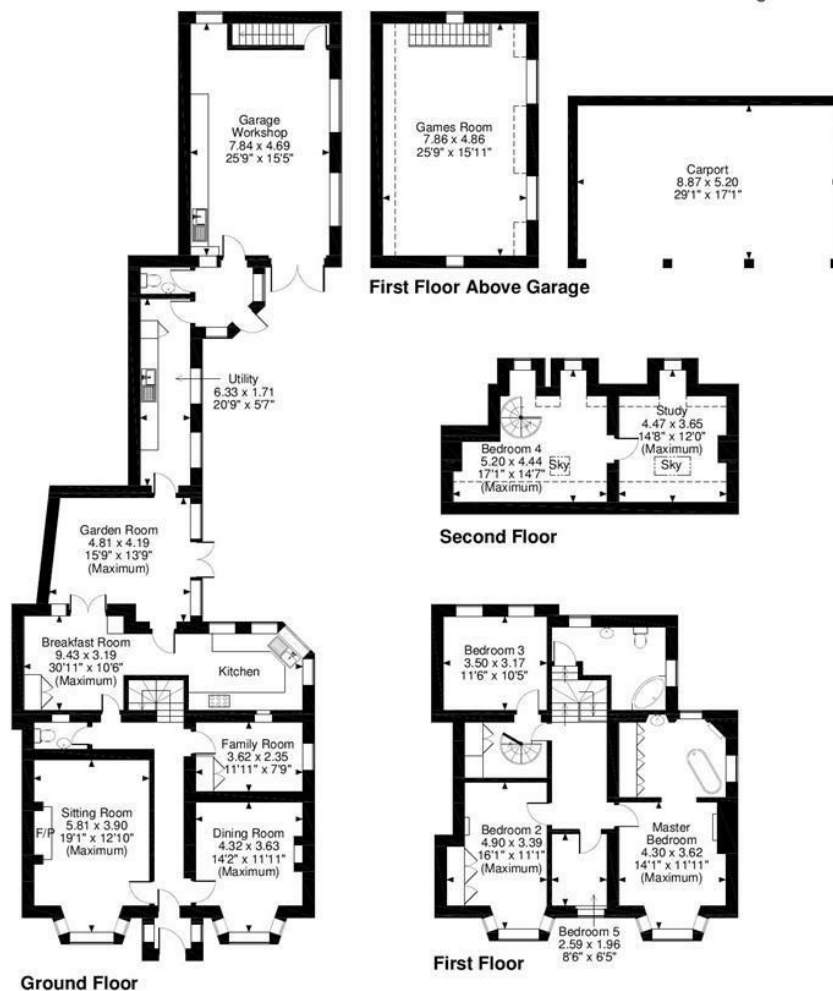 Garage
Workshop
7.84 x 4.69
25'9" x 15'5"
Games Room
7.86 x 4.86
25'9" x 15'11"
Carport
8.87 x 5.20
29'1" x 17'1"
First Floor Above Garage
Utility
6.33 x 1.71
20'9" x 5'7"
Bedroom 4
5.20 x 4.44
17'1" x 14'7"
(Maximum)
Sky
Study
4.47 x 3.65
14'8" x 12'0"
(Maximum)
Sky
Second Floor
Garden Room
4.81 x 4.19
15'9" x 13'9"
(Maximum)
Breakfast Room
9.43 x 3.19
30'11" x 10'6"
(Maximum)
Kitchen
Family Room
3.62 x 2.35
11'11" x 7'9"
Sitting Room
5.81 x 3.90
19'1" x 12'10"
(Maximum)
F/P
Dining Room
4.32 x 3.63
14'2" x 11'11"
(Maximum)
Ground Floor
Bedroom 3
3.50 x 3.17
11'6" x 10'5"
Bedroom 2
4.90 x 3.39
16'1" x 11'1"
(Maximum)
Master
Bedroom
4.30 x 3.62
14'1" x 11'11"
(Maximum)
Bedroom 5
2.59 x 1.96
8'6" x 6'5"
First Floor